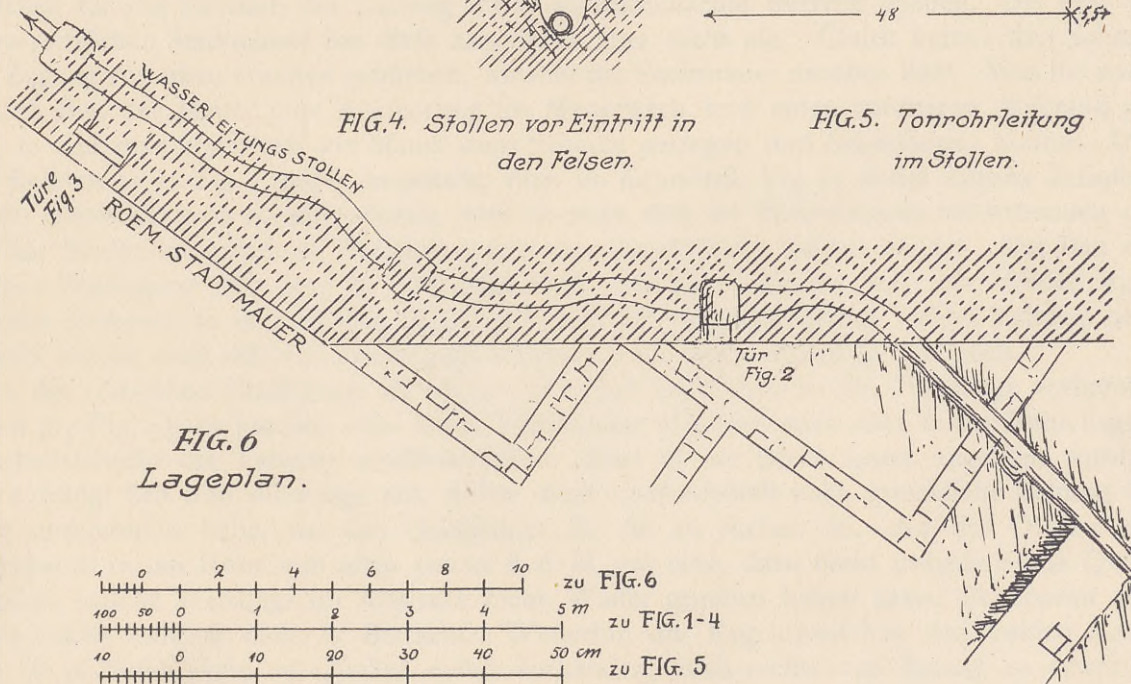 48
5,57
FIG.4. Stollen vor Eintritt in
den Felsen.
FIG.5. Tonrohrleitung
im Stollen.
WASSERLEITUNGS STOLLEN
Türe
Fig 3
ROEM. STADTMAUER
Tür
Fig. 2
FIG. 6
Lageplan.
1 0 2 4 6 8 10 zu FIG.6
100 50 0 1 2 3 4 5 m
zu FIG.1-4
10 0 10 20 30 40 50 cm
zu FIG. 5